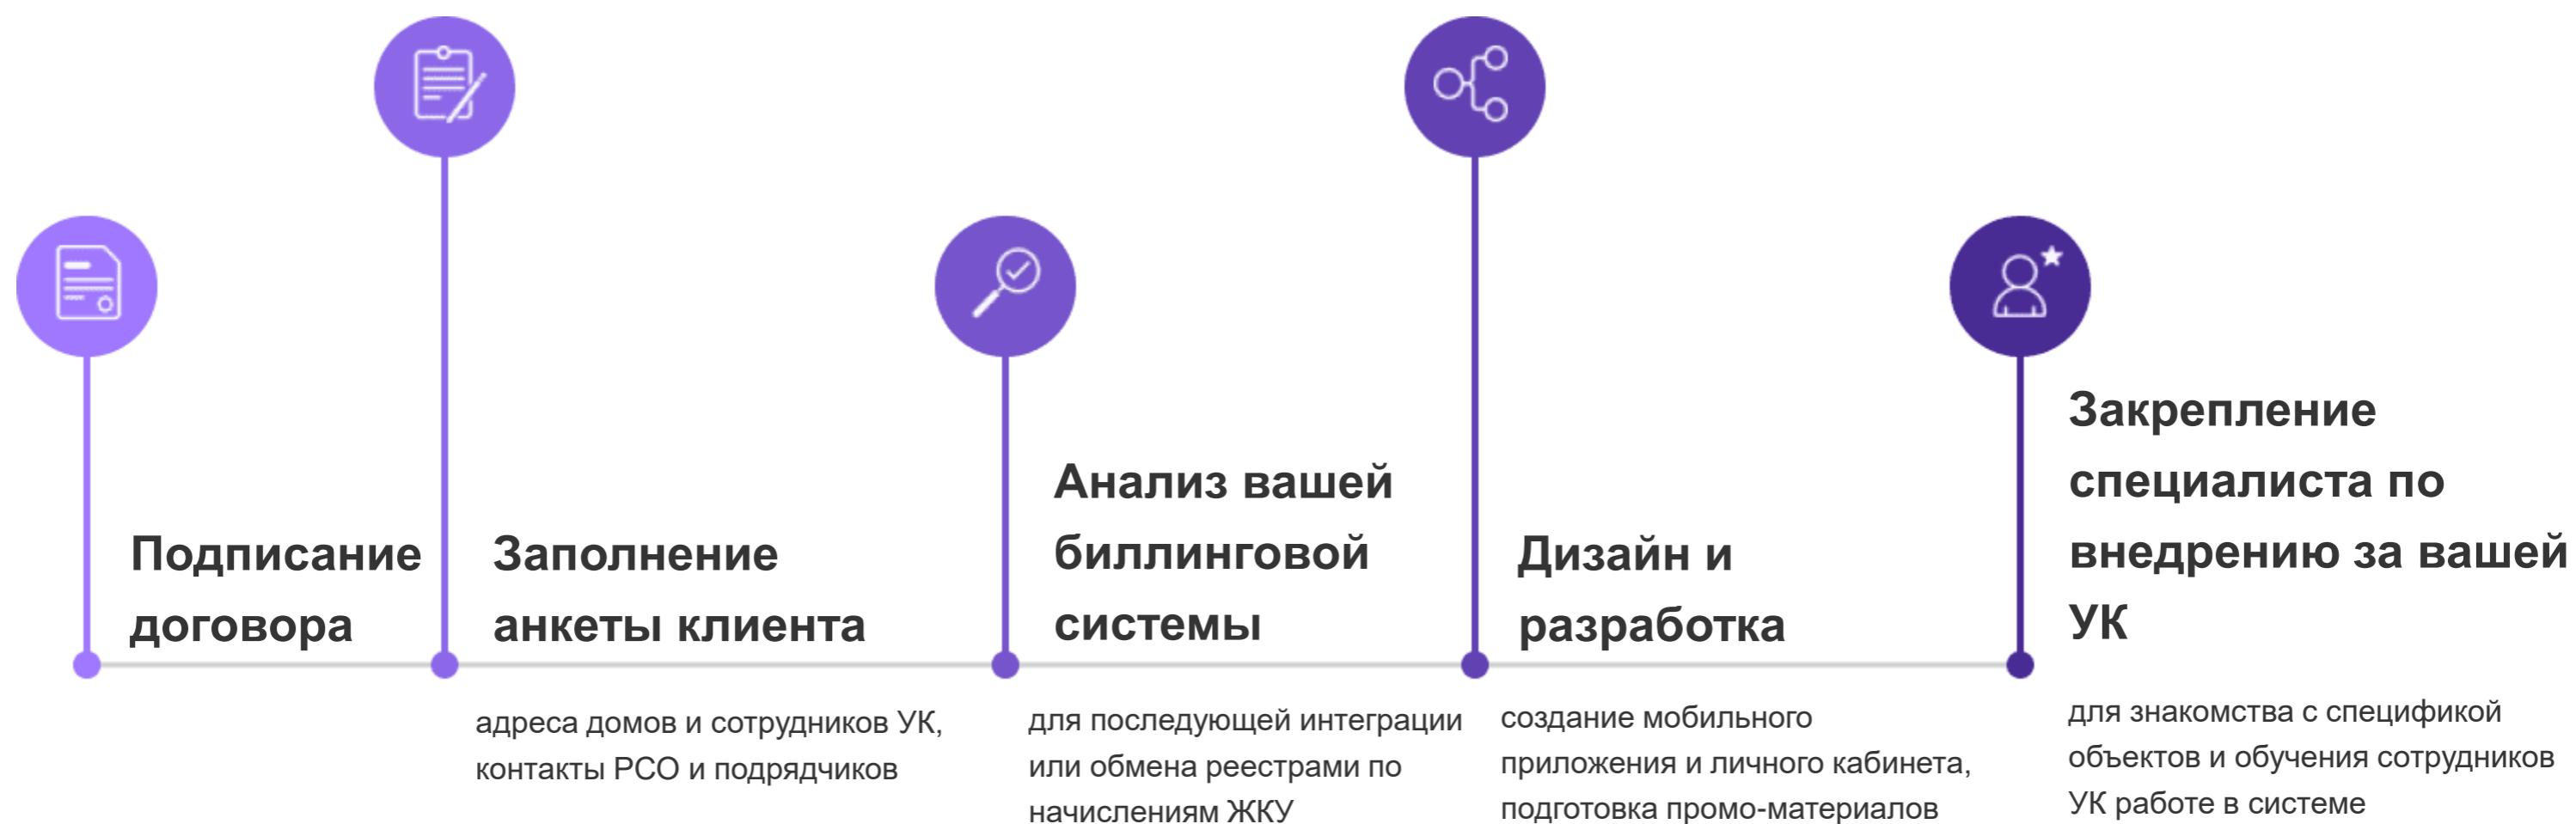 Подписание
договора
Заполнение
анкеты клиента
адреса домов и сотрудников УК,
контакты РСО и подрядчиков
Анализ вашей
биллинговой
системы
для последующей интеграции
или обмена реестрами по
начислениям ЖКУ
Дизайн и
разработка
создание мобильного
приложения и личного кабинета,
подготовка промо-материалов
Закрепление
специалиста по
внедрению за вашей
УК
для знакомства с спецификой
объектов и обучения сотрудников
УК работе в системе